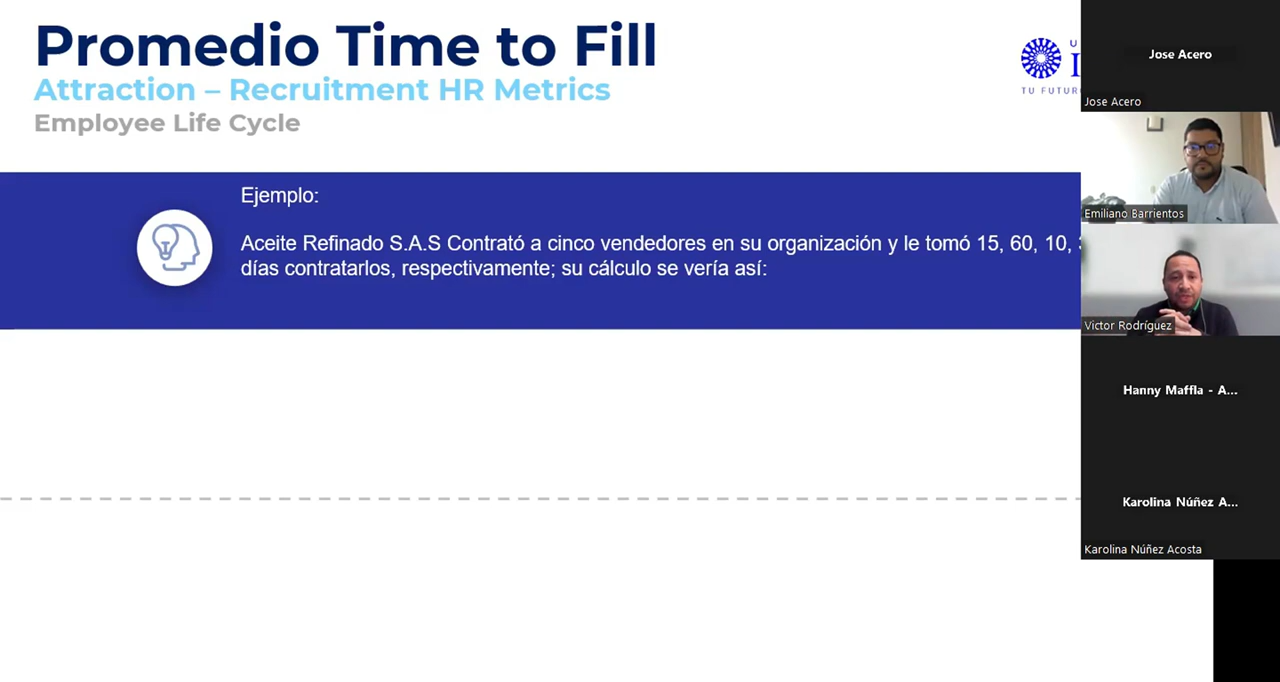 Promedio Time to Fill
Attraction – Recruitment HR Metrics
Employee Life Cycle
TU FUTURO
Ejemplo:
Aceite Refinado S.A.S Contrató a cinco vendedores en su organización y le tomó 15, 60, 10,
días contratarlos, respectivamente; su cálculo se vería así:
Jose Acero
Jose Acero
Emiliano Barrientos
Victor Rodríguez
Hanny Maffla - A...
Karolina Núñez A...
Karolina Núñez Acosta